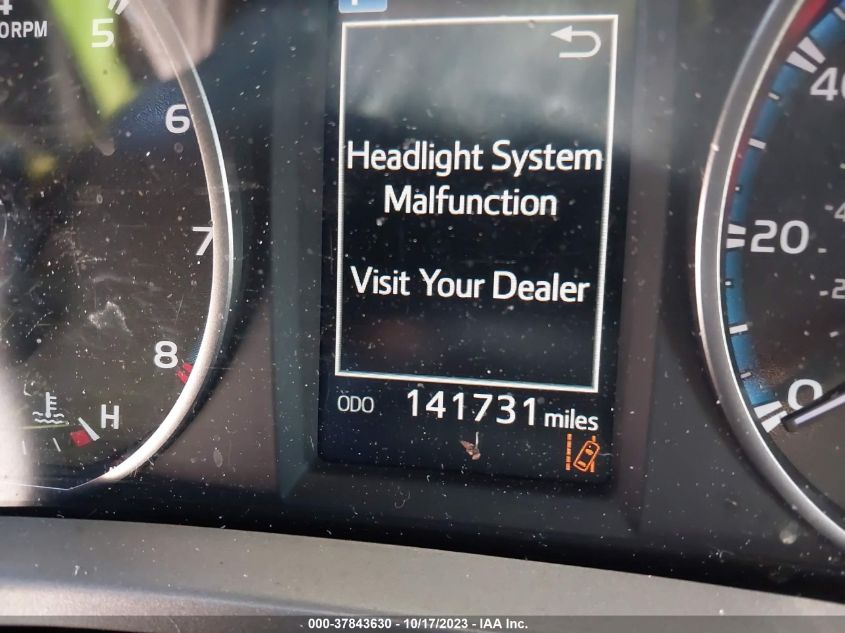 0RPM
5
6
7
8
H
Headlight System
Malfunction
Visit Your Dealer
ODO 141731 miles
40
20
0
000-37843630 - 10/17/2023 - IAA Inc.